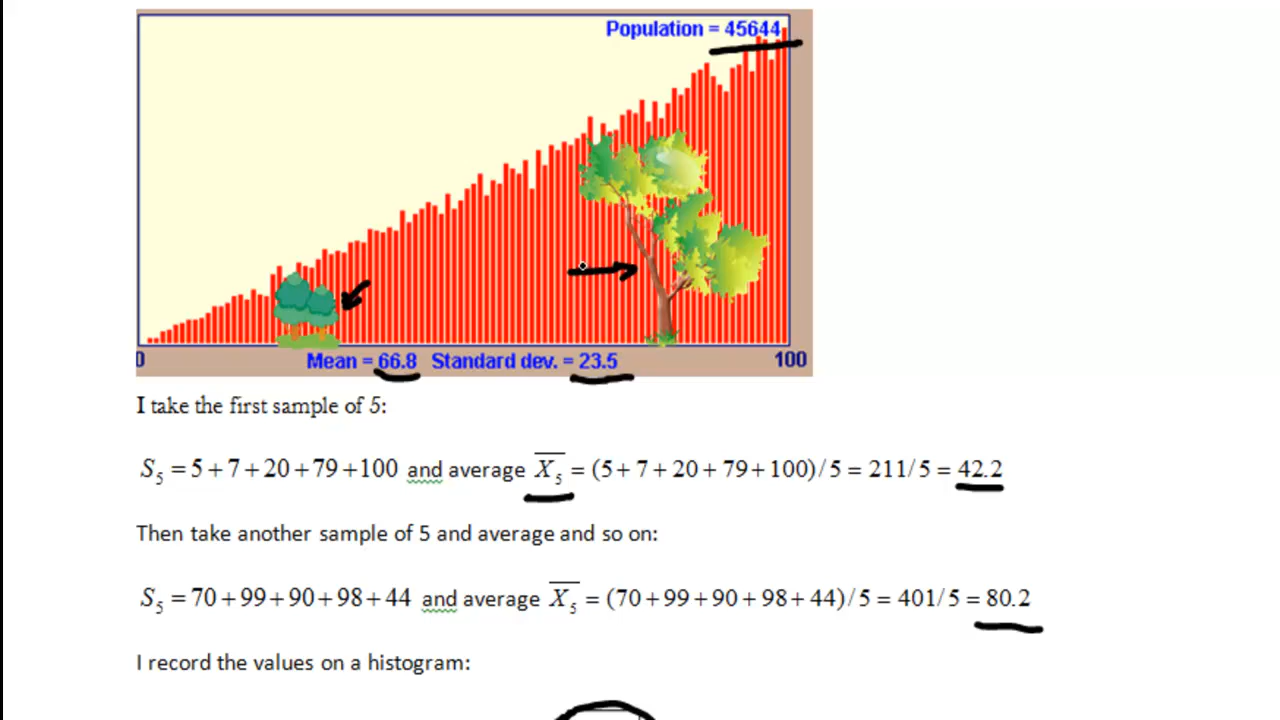 Population = 45644
0 Mean = 66.8 Standard dev. = 23.5 100
I take the first sample of 5:
S₅ = 5 + 7 + 20 + 79 + 100 and average X̅₅ = (5 + 7 + 20 + 79 + 100) / 5 = 211 / 5 = 42.2
Then take another sample of 5 and average and so on:
S₅ = 70 + 99 + 90 + 98 + 44 and average X̅₅ = (70 + 99 + 90 + 98 + 44) / 5 = 401 / 5 = 80.2
I record the values on a histogram: